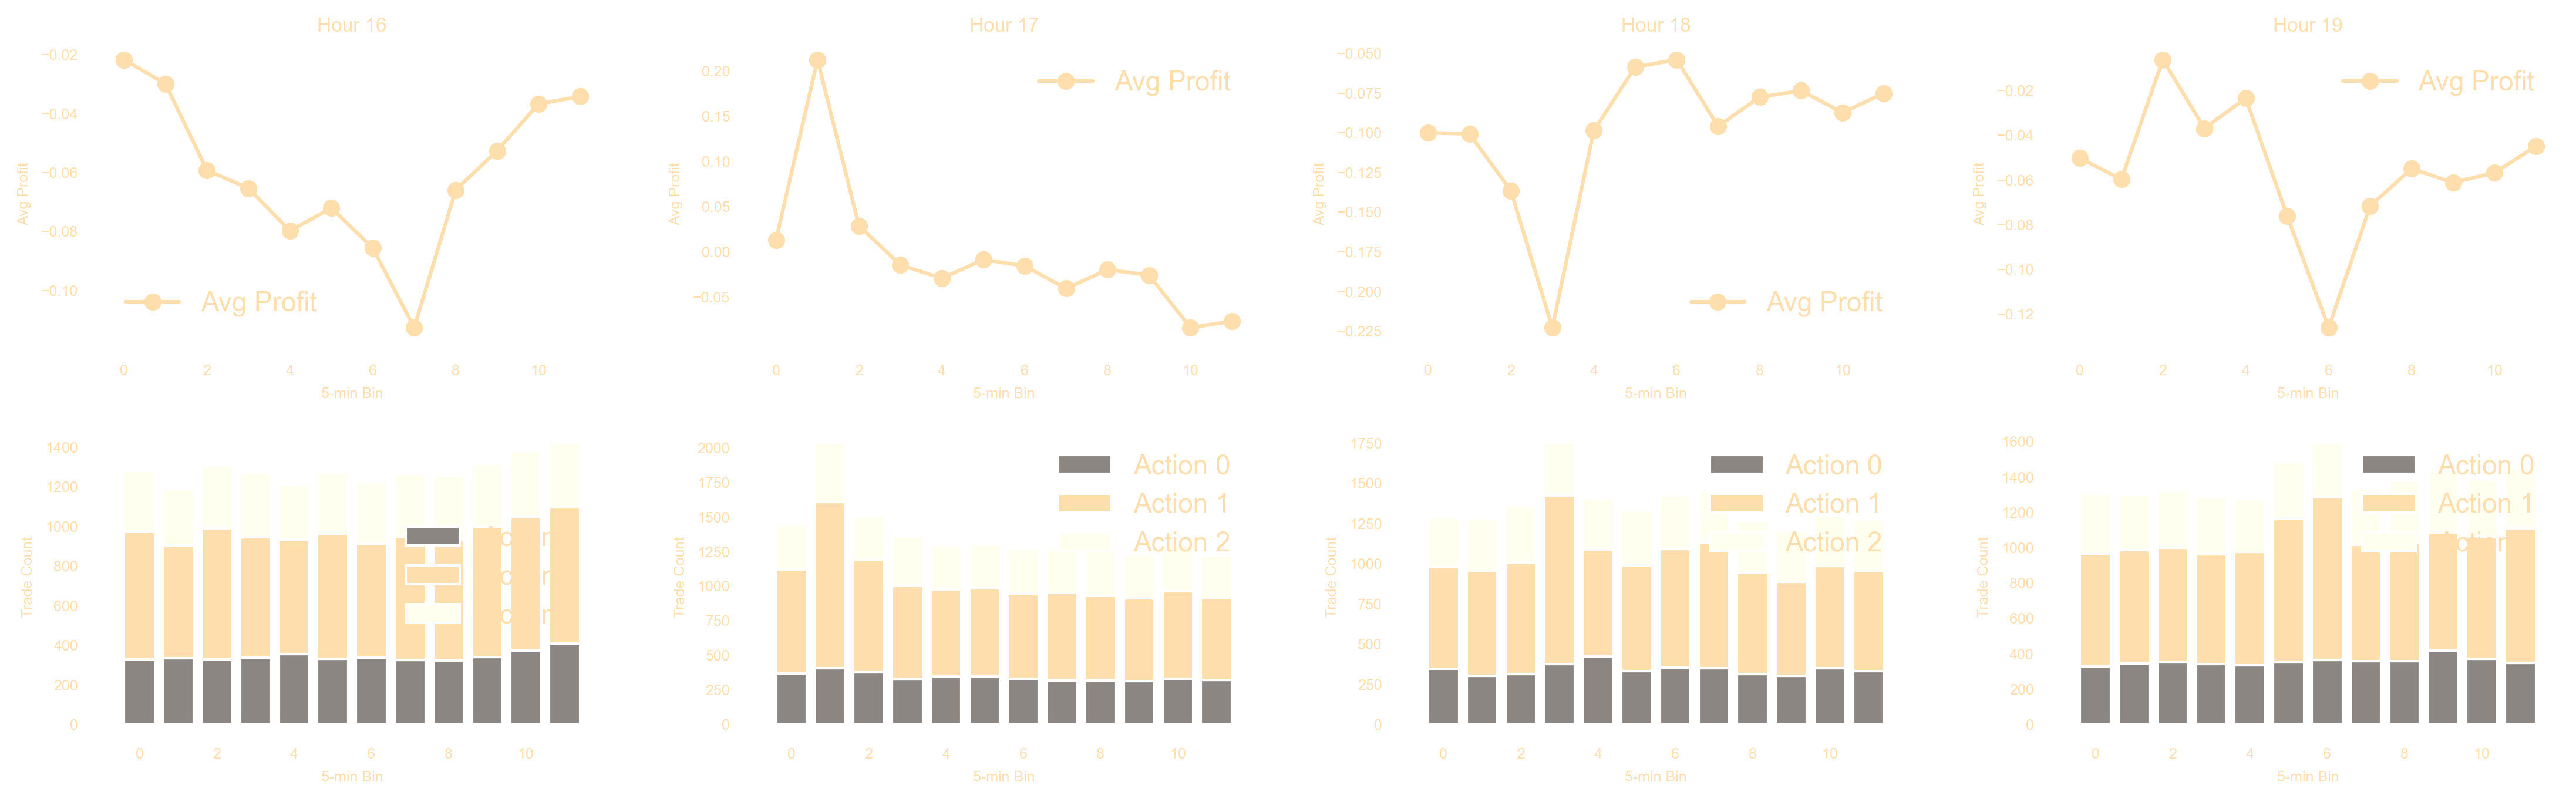 Hour 16
−0.02
−0.04
−0.06
−0.08
−0.10
Avg Profit
Avg Profit
0 2 4 6 8 10
5-min Bin
Hour 17
0.20
0.15
0.10
0.05
0.00
−0.05
Avg Profit
Avg Profit
0 2 4 6 8 10
5-min Bin
Hour 18
−0.050
−0.075
−0.100
−0.125
−0.150
−0.175
−0.200
−0.225
Avg Profit
Avg Profit
0 2 4 6 8 10
5-min Bin
Hour 19
−0.02
−0.04
−0.06
−0.08
−0.10
−0.12
Avg Profit
Avg Profit
0 2 4 6 8 10
5-min Bin
1400
1200
1000
800
600
400
200
0
Trade Count
0 2 4 6 8 10
5-min Bin
2000
1750
1500
1250
1000
750
500
250
0
Trade Count
Action 0
Action 1
Action 2
0 2 4 6 8 10
5-min Bin
1750
1500
1250
1000
750
500
250
0
Trade Count
Action 0
Action 1
Action 2
0 2 4 6 8 10
5-min Bin
1600
1400
1200
1000
800
600
400
200
0
Trade Count
Action 0
Action 1
Action
0 2 4 6 8 10
5-min Bin